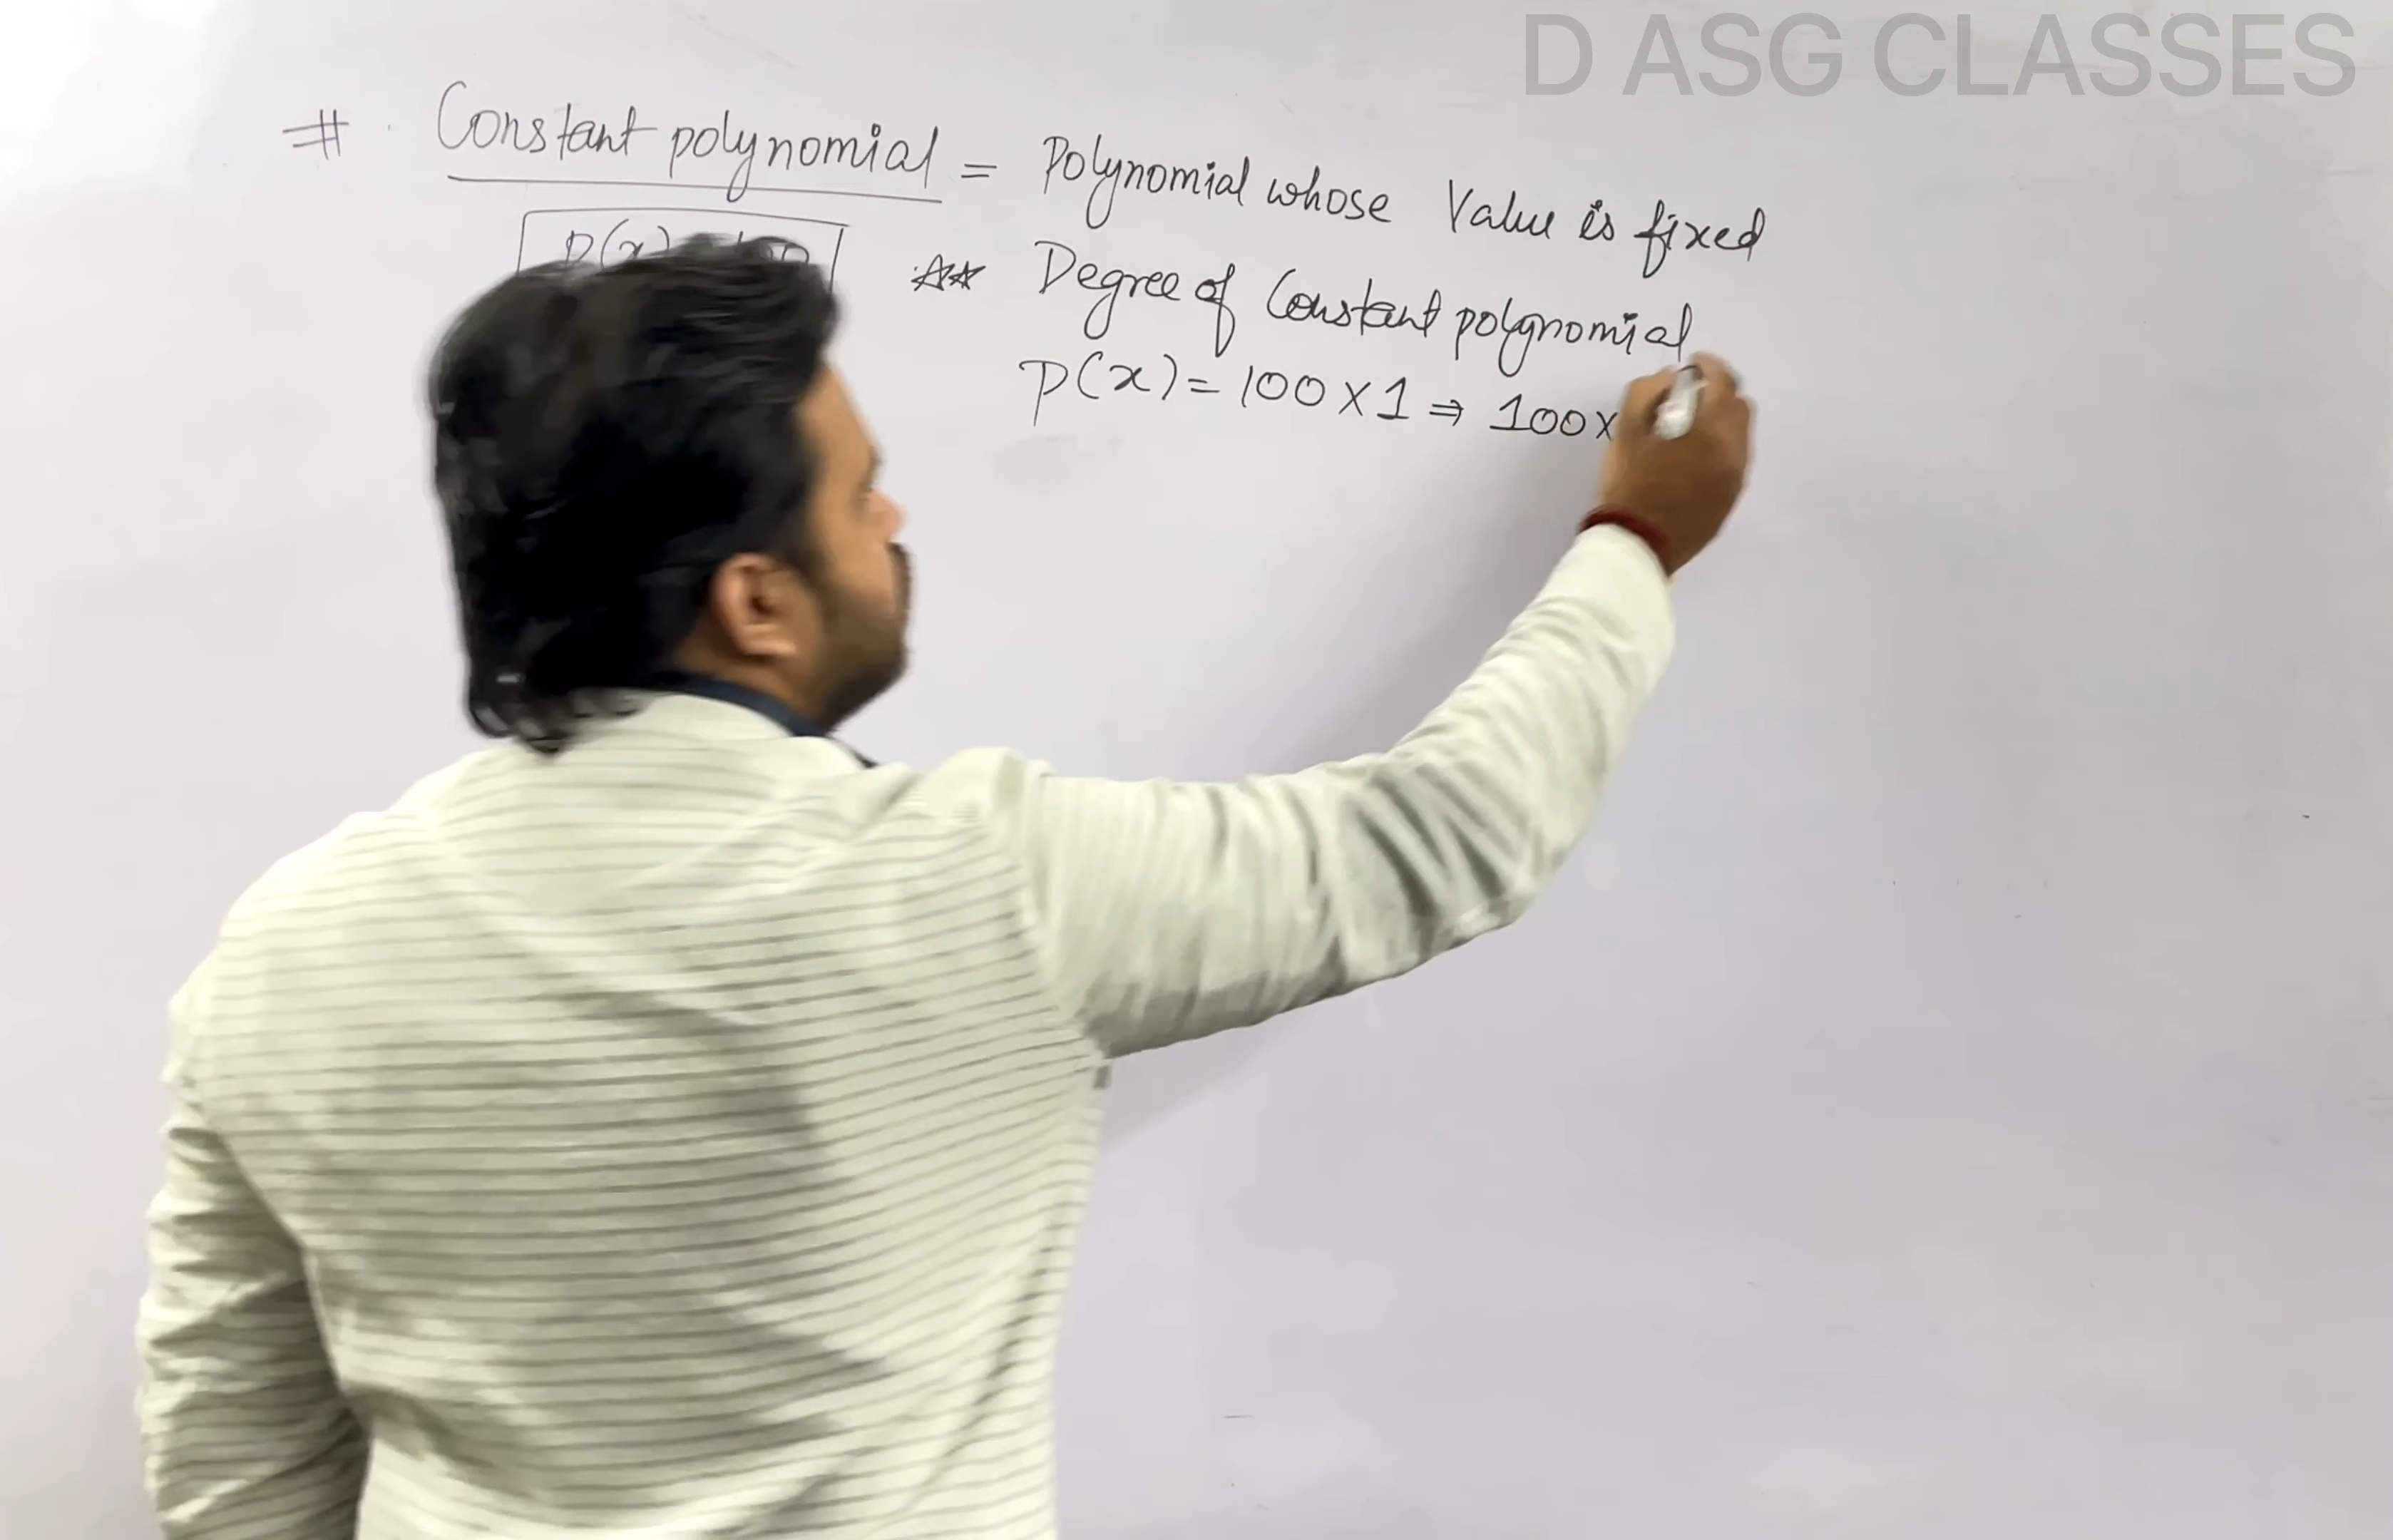 D ASG CLASSES
# Constant polynomial = Polynomial whose Value is fixed
** Degree of Constant polynomial
P(x) = 100 × 1 ⇒ 100 ×